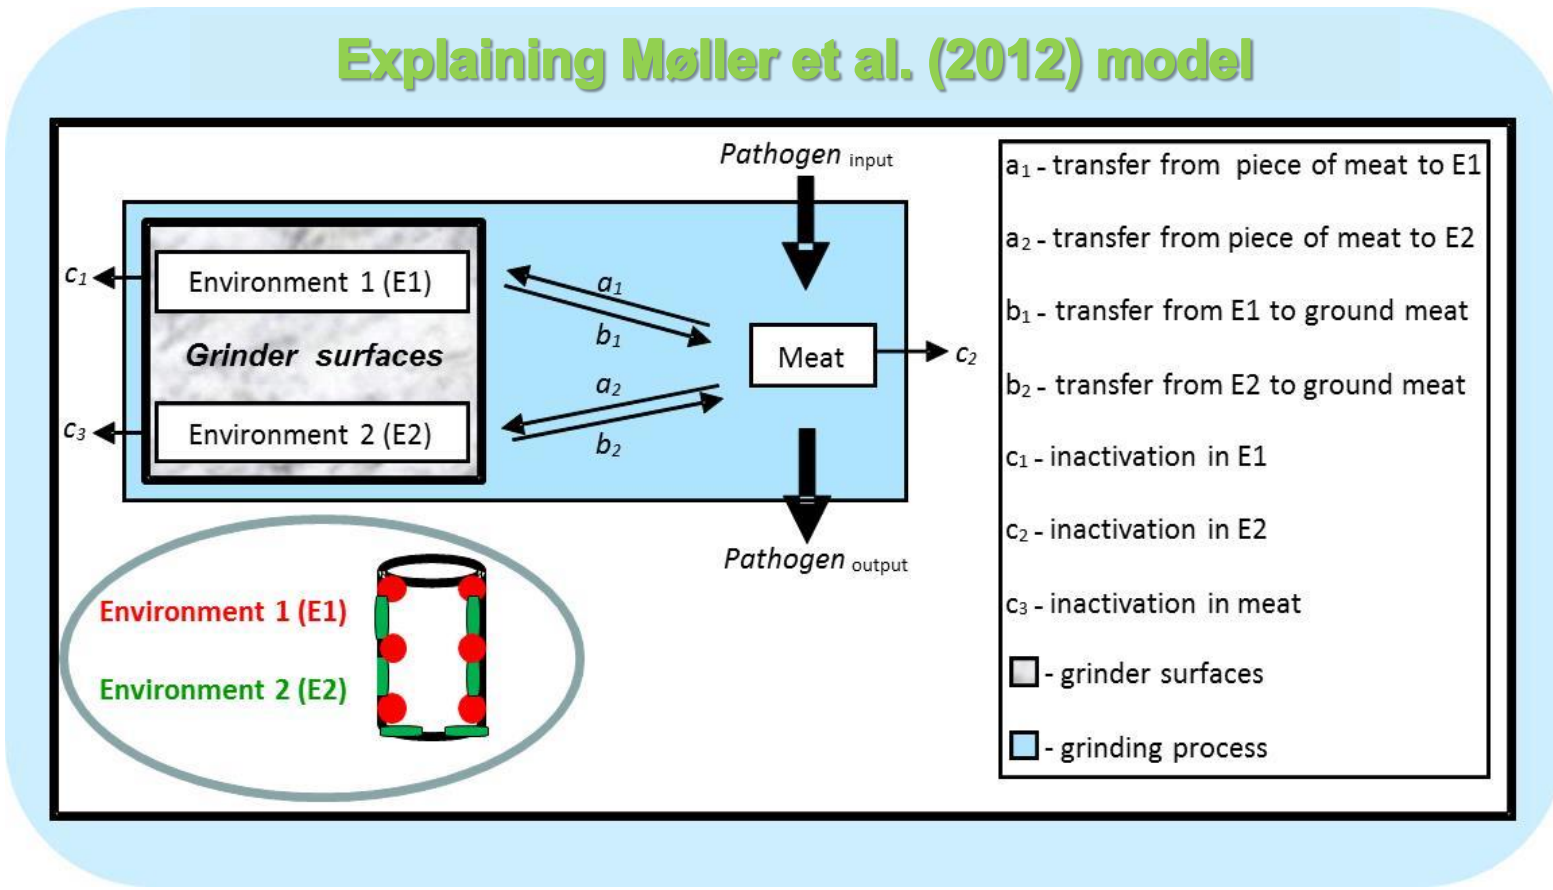 Explaining Møller et al. (2012) model
Pathogen input
c1
Environment 1 (E1)
Grinder surfaces
c3
Environment 2 (E2)
a1
b1
a2
b2
Meat
c2
Pathogen output
Environment 1 (E1)
Environment 2 (E2)
a1 - transfer from piece of meat to E1
a2 - transfer from piece of meat to E2
b1 - transfer from E1 to ground meat
b2 - transfer from E2 to ground meat
c1 - inactivation in E1
c2 - inactivation in E2
c3 - inactivation in meat
- grinder surfaces
- grinding process